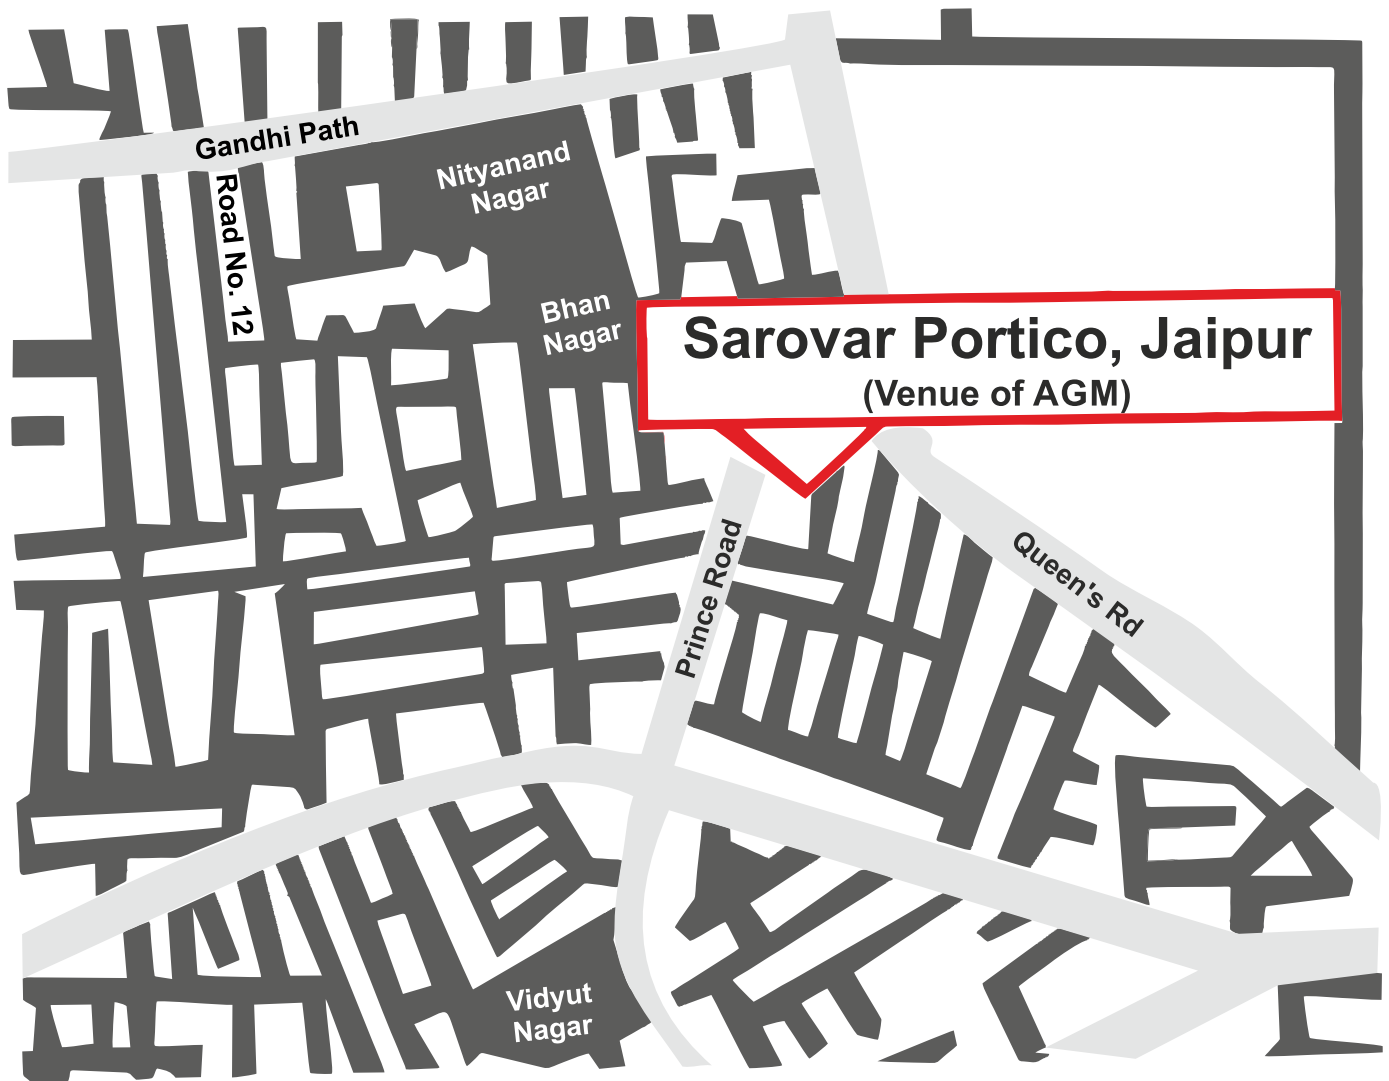 Gandhi Path
Nityanand
Nagar
Road No. 12
Bhan
Nagar
Sarovar Portico, Jaipur
(Venue of AGM)
Prince Road
Queen's Rd
Vidyut
Nagar